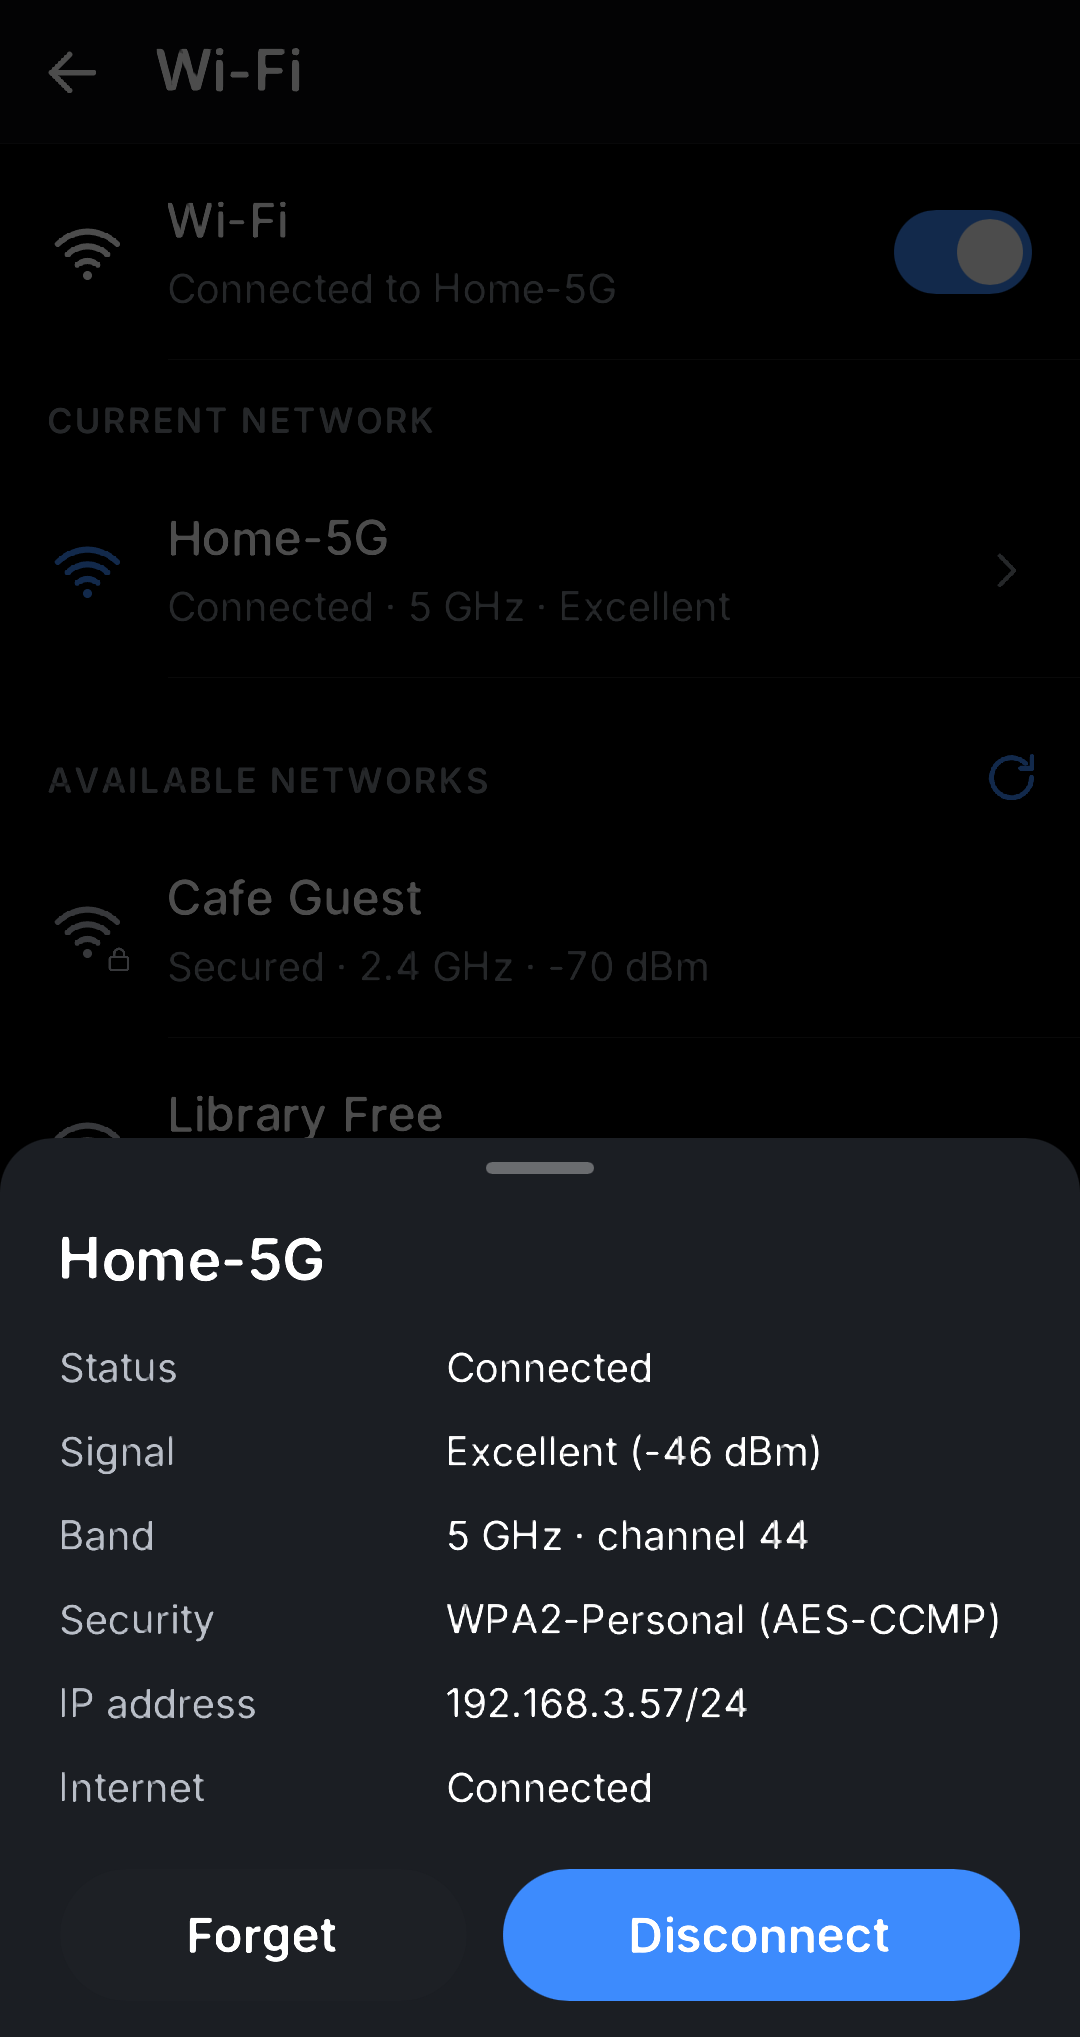 Wi-Fi
Wi-Fi
Connected to Home-5G
CURRENT NETWORK
Home-5G
Connected · 5 GHz · Excellent
AVAILABLE NETWORKS
Cafe Guest
Secured · 2.4 GHz · -70 dBm
Library Free
Home-5G
Status Connected
Signal Excellent (-46 dBm)
Band 5 GHz · channel 44
Security WPA2-Personal (AES-CCMP)
IP address 192.168.3.57/24
Internet Connected
Forget Disconnect